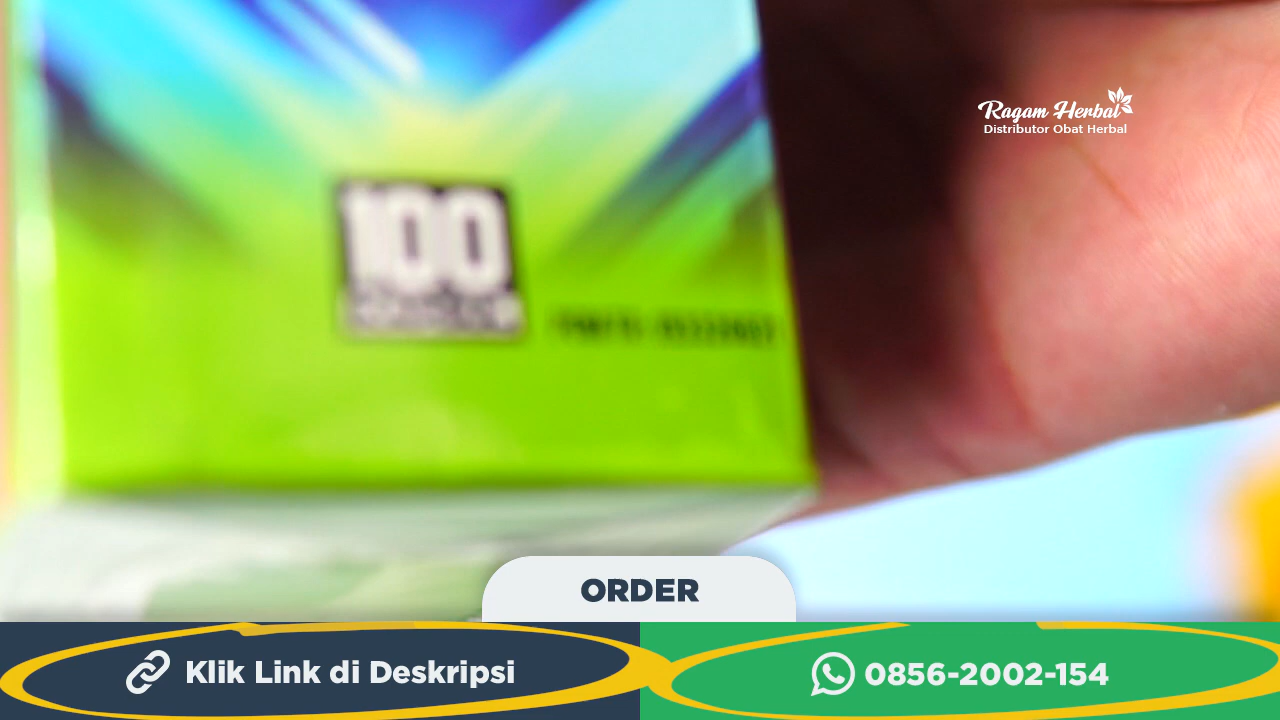 Ragam Herbal
Distributor Obat Herbal
100
ORDER
Klik Link di Deskripsi
0856-2002-154